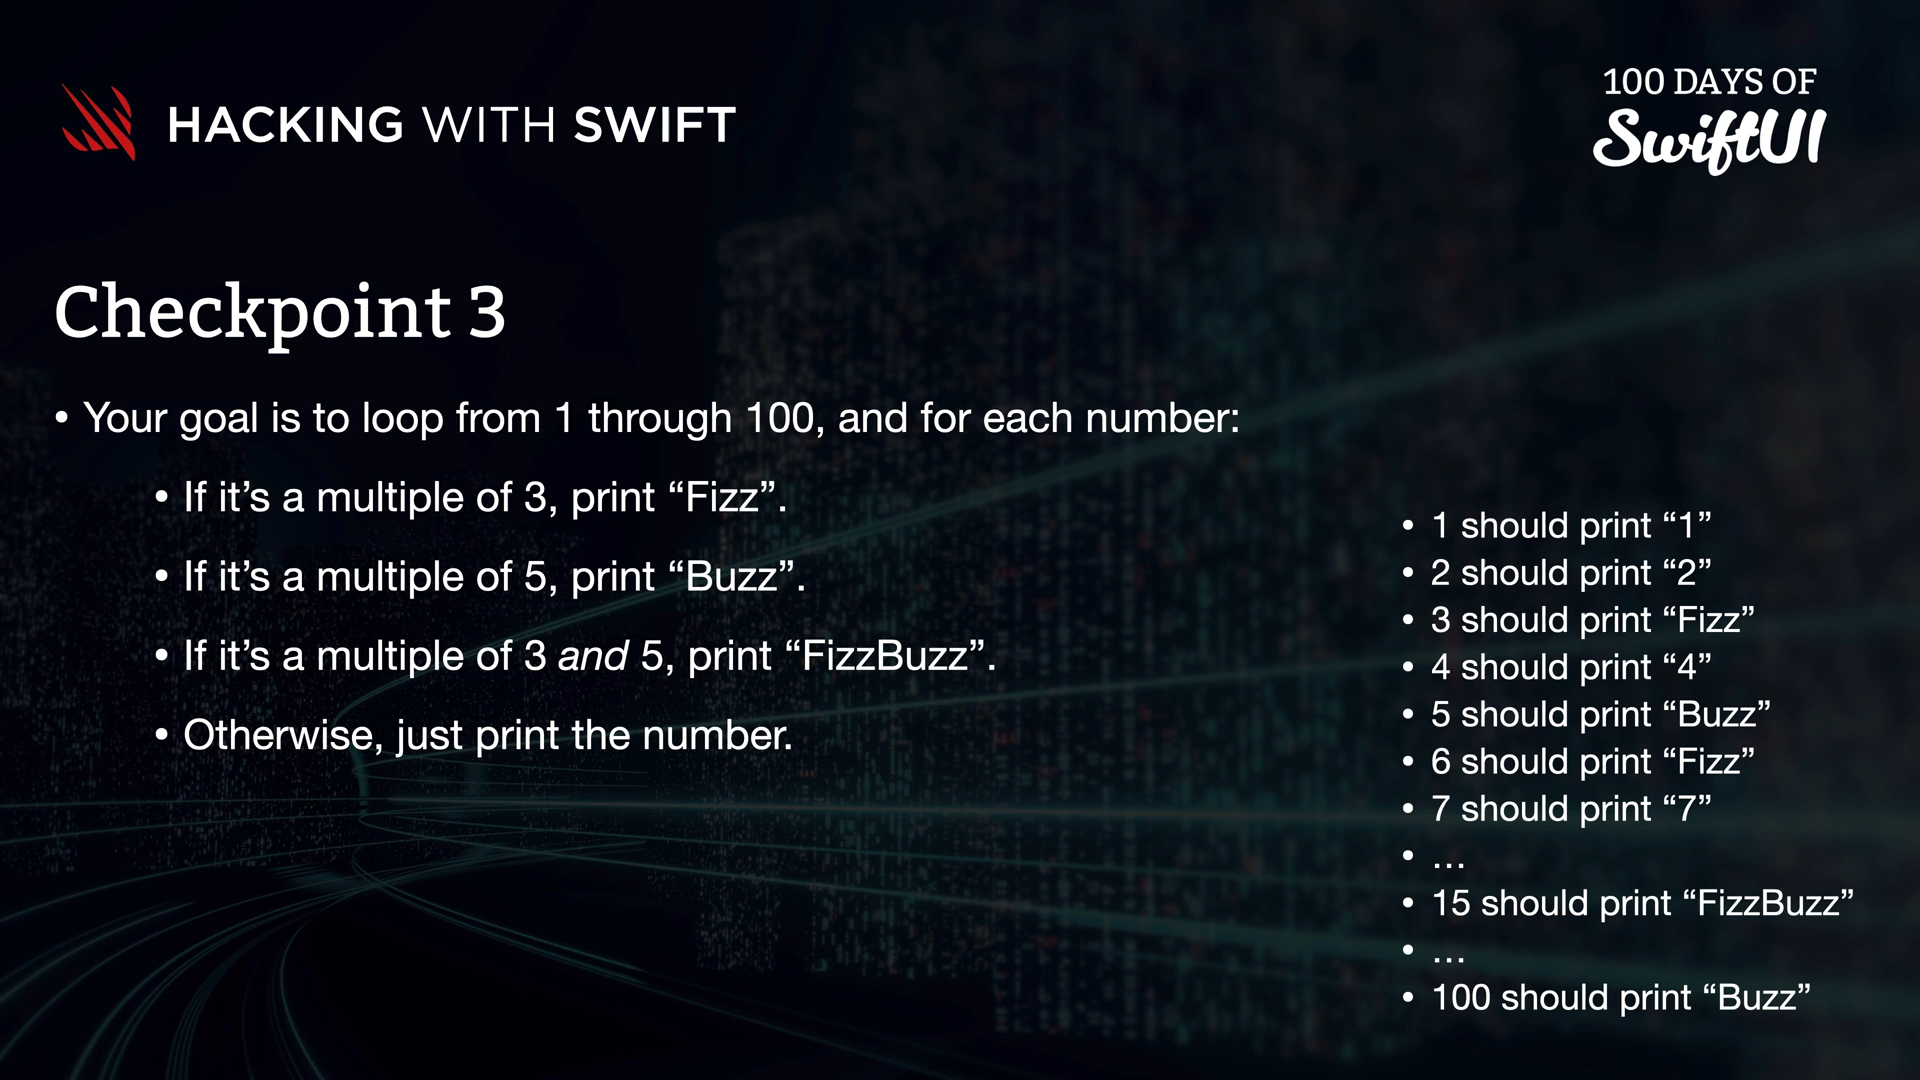 HACKING WITH SWIFT
100 DAYS OF
SwiftUI
Checkpoint 3
• Your goal is to loop from 1 through 100, and for each number:
• If it’s a multiple of 3, print “Fizz”.
• If it’s a multiple of 5, print “Buzz”.
• If it’s a multiple of 3 and 5, print “FizzBuzz”.
• Otherwise, just print the number.
• 1 should print “1”
• 2 should print “2”
• 3 should print “Fizz”
• 4 should print “4”
• 5 should print “Buzz”
• 6 should print “Fizz”
• 7 should print “7”
• …
• 15 should print “FizzBuzz”
• …
• 100 should print “Buzz”